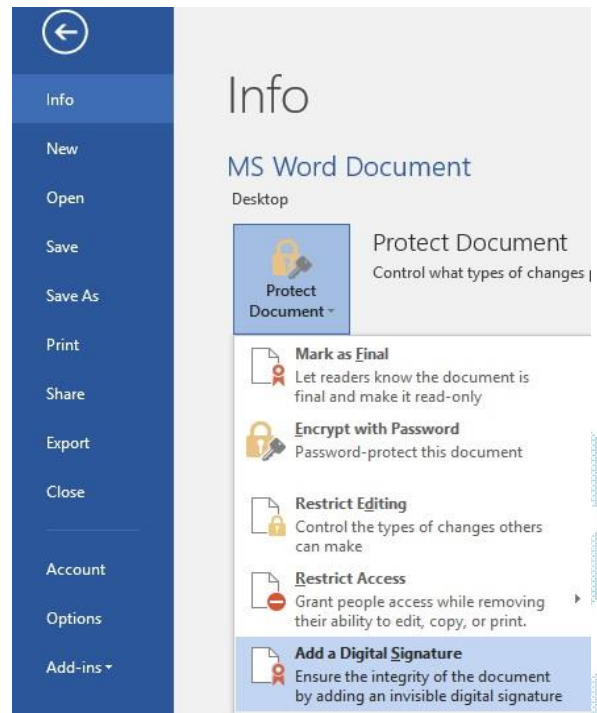 Info
New
Open
Save
Save As
Print
Share
Export
Close
Account
Options
Add-ins
Info
MS Word Document
Desktop
Protect
Document
Protect Document
Control what types of changes
Mark as Final
Let readers know the document is
final and make it read-only
Encrypt with Password
Password-protect this document
Restrict Editing
Control the types of changes others
can make
Restrict Access
Grant people access while removing
their ability to edit, copy, or print.
Add a Digital Signature
Ensure the integrity of the document
by adding an invisible digital signature